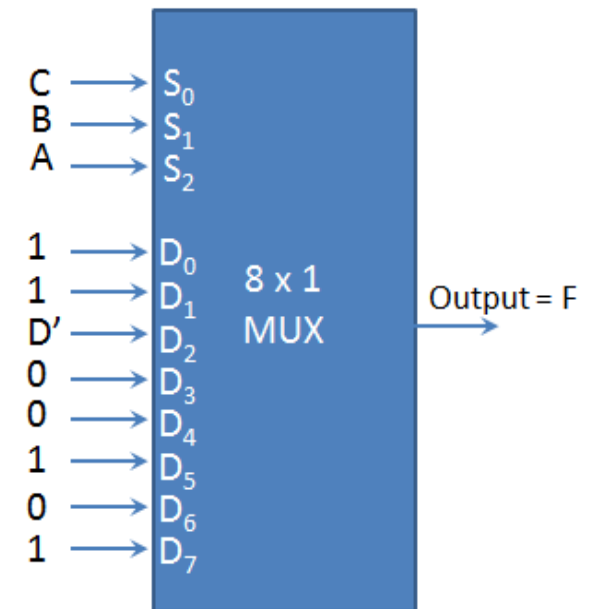 C S₀
B S₁
A S₂
1 D₀
1 D₁
D’ D₂
0 D₃
0 D₄
1 D₅
0 D₆
1 D₇
8 x 1
MUX
Output = F